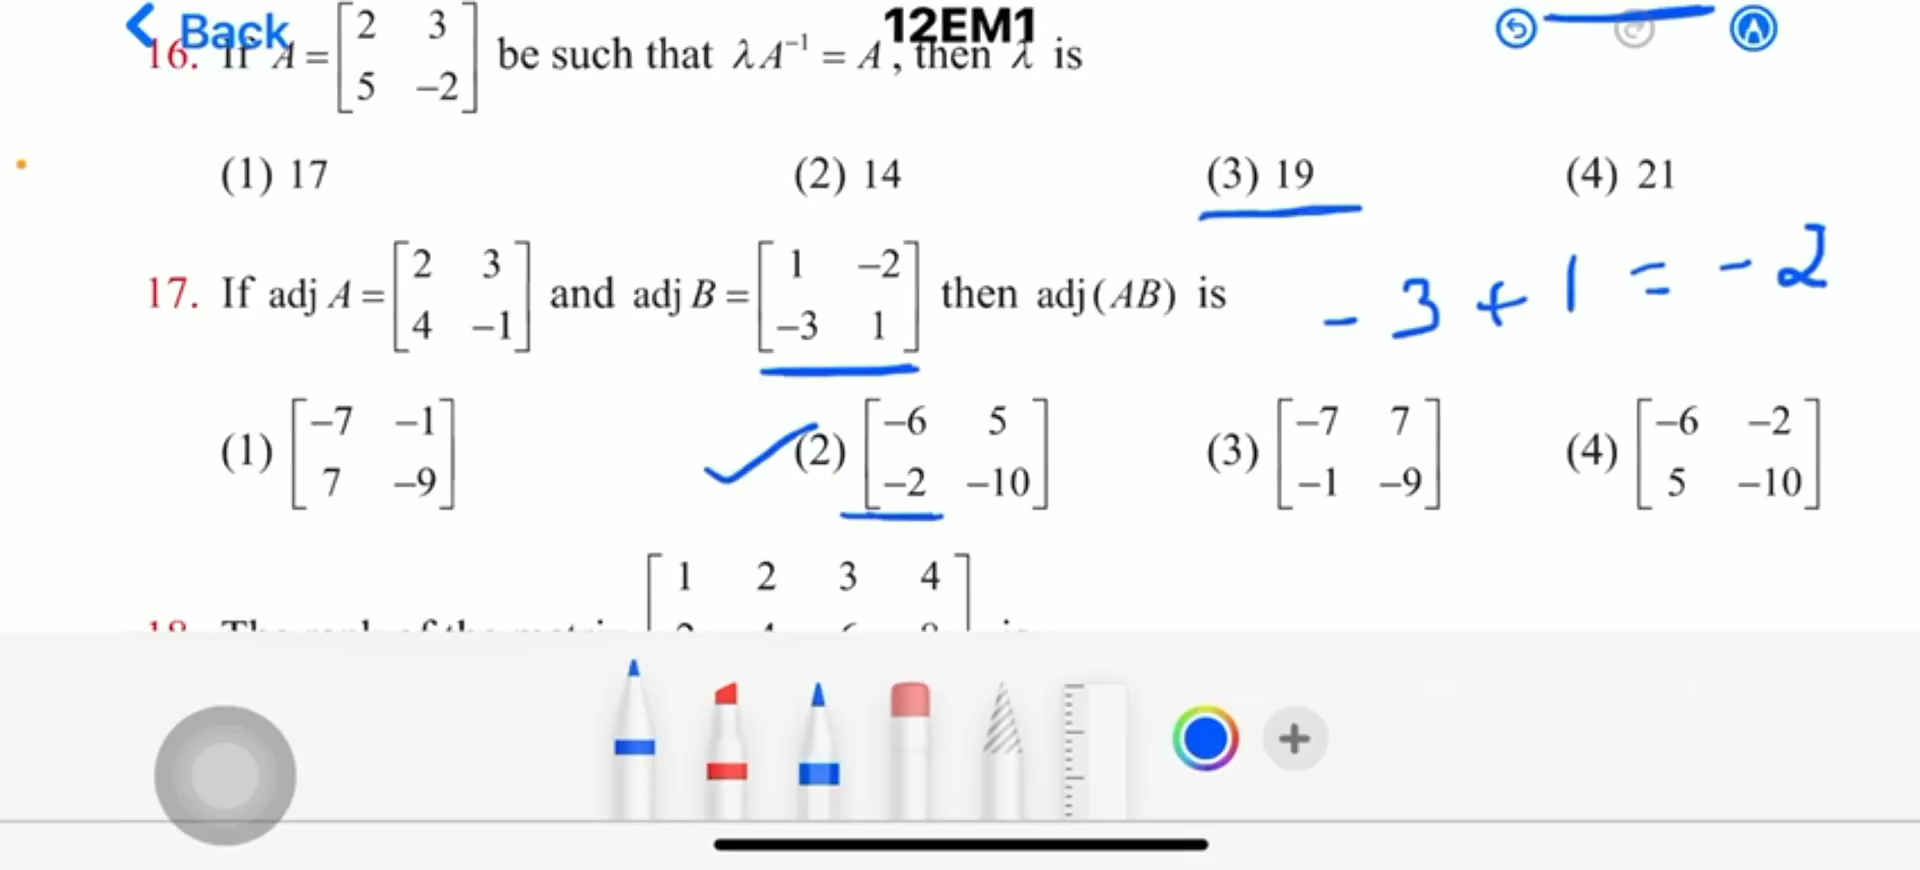 Back 12EM1
16. If A = [2 3; 5 -2] be such that λA⁻¹ = A, then λ is
(1) 17 (2) 14 (3) 19 (4) 21
17. If adj A = [2 3; 4 -1] and adj B = [1 -2; -3 1] then adj(AB) is
-3 + 1 = -2
(1) [-7 -1; 7 -9] (2) [-6 5; -2 -10] (3) [-7 7; -1 -9] (4) [-6 -2; 5 -10]
1 2 3 4